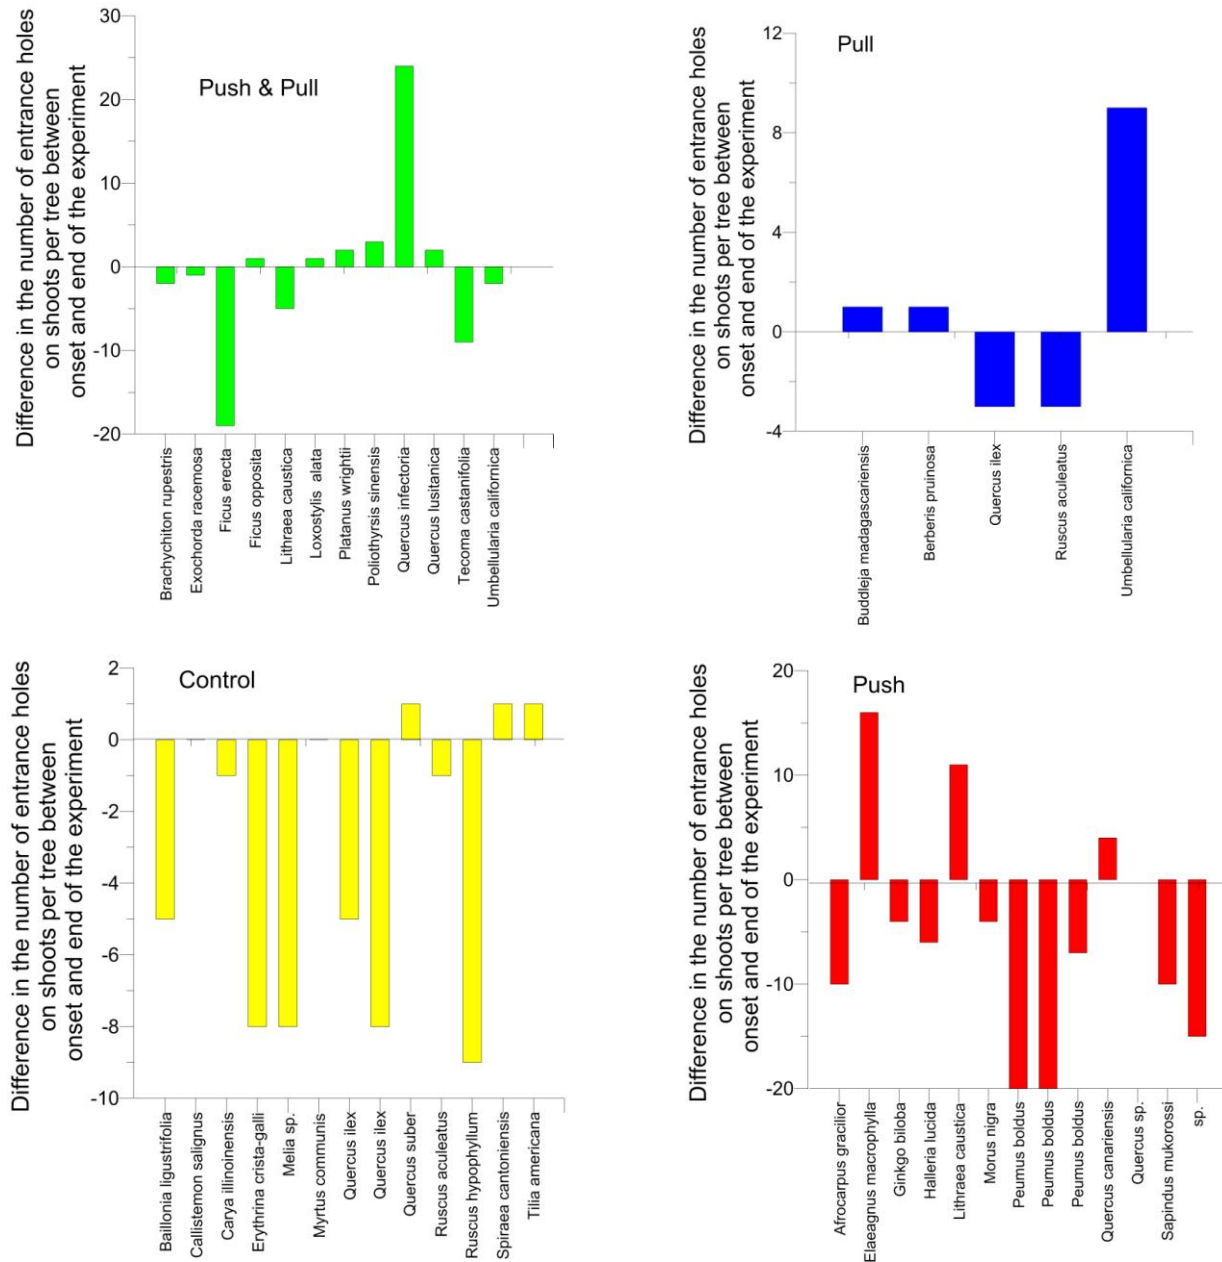 Difference in the number of entrance holes
on shoots per tree between
onset and end of the experiment
30
20
10
0
-10
-20
Push & Pull
Brachychiton rupestris
Exochorda racemosa
Ficus erecta
Ficus opposita
Lithraea caustica
Loxostylis alata
Platanus wrightii
Poliothyrsis sinensis
Quercus infectoria
Quercus lusitanica
Tecoma castanifolia
Umbellularia californica
Difference in the number of entrance holes
on shoots per tree between
onset and end of the experiment
12
8
4
0
-4
Pull
Buddleja madagascariensis
Berberis pruinosa
Quercus ilex
Ruscus aculeatus
Umbellularia californica
Difference in the number of entrance holes
on shoots per tree between
onset and end of the experiment
2
0
-2
-4
-6
-8
-10
Control
Baillonia ligustrifolia
Callistemon salignus
Carya illinoinensis
Erythrina crista-galli
Melia sp.
Myrtus communis
Quercus ilex
Quercus ilex
Quercus suber
Ruscus aculeatus
Ruscus hypophyllum
Spiraea cantoniensis
Tilia americana
Difference in the number of entrance holes
on shoots per tree between
onset and end of the experiment
20
10
0
-10
-20
Push
Afrocarpus gracilior
Elaeagnus macrophylla
Ginkgo biloba
Halleria lucida
Lithraea caustica
Morus nigra
Peumus boldus
Peumus boldus
Peumus boldus
Quercus canariensis
Quercus sp.
Sapindus mukorossi
sp.